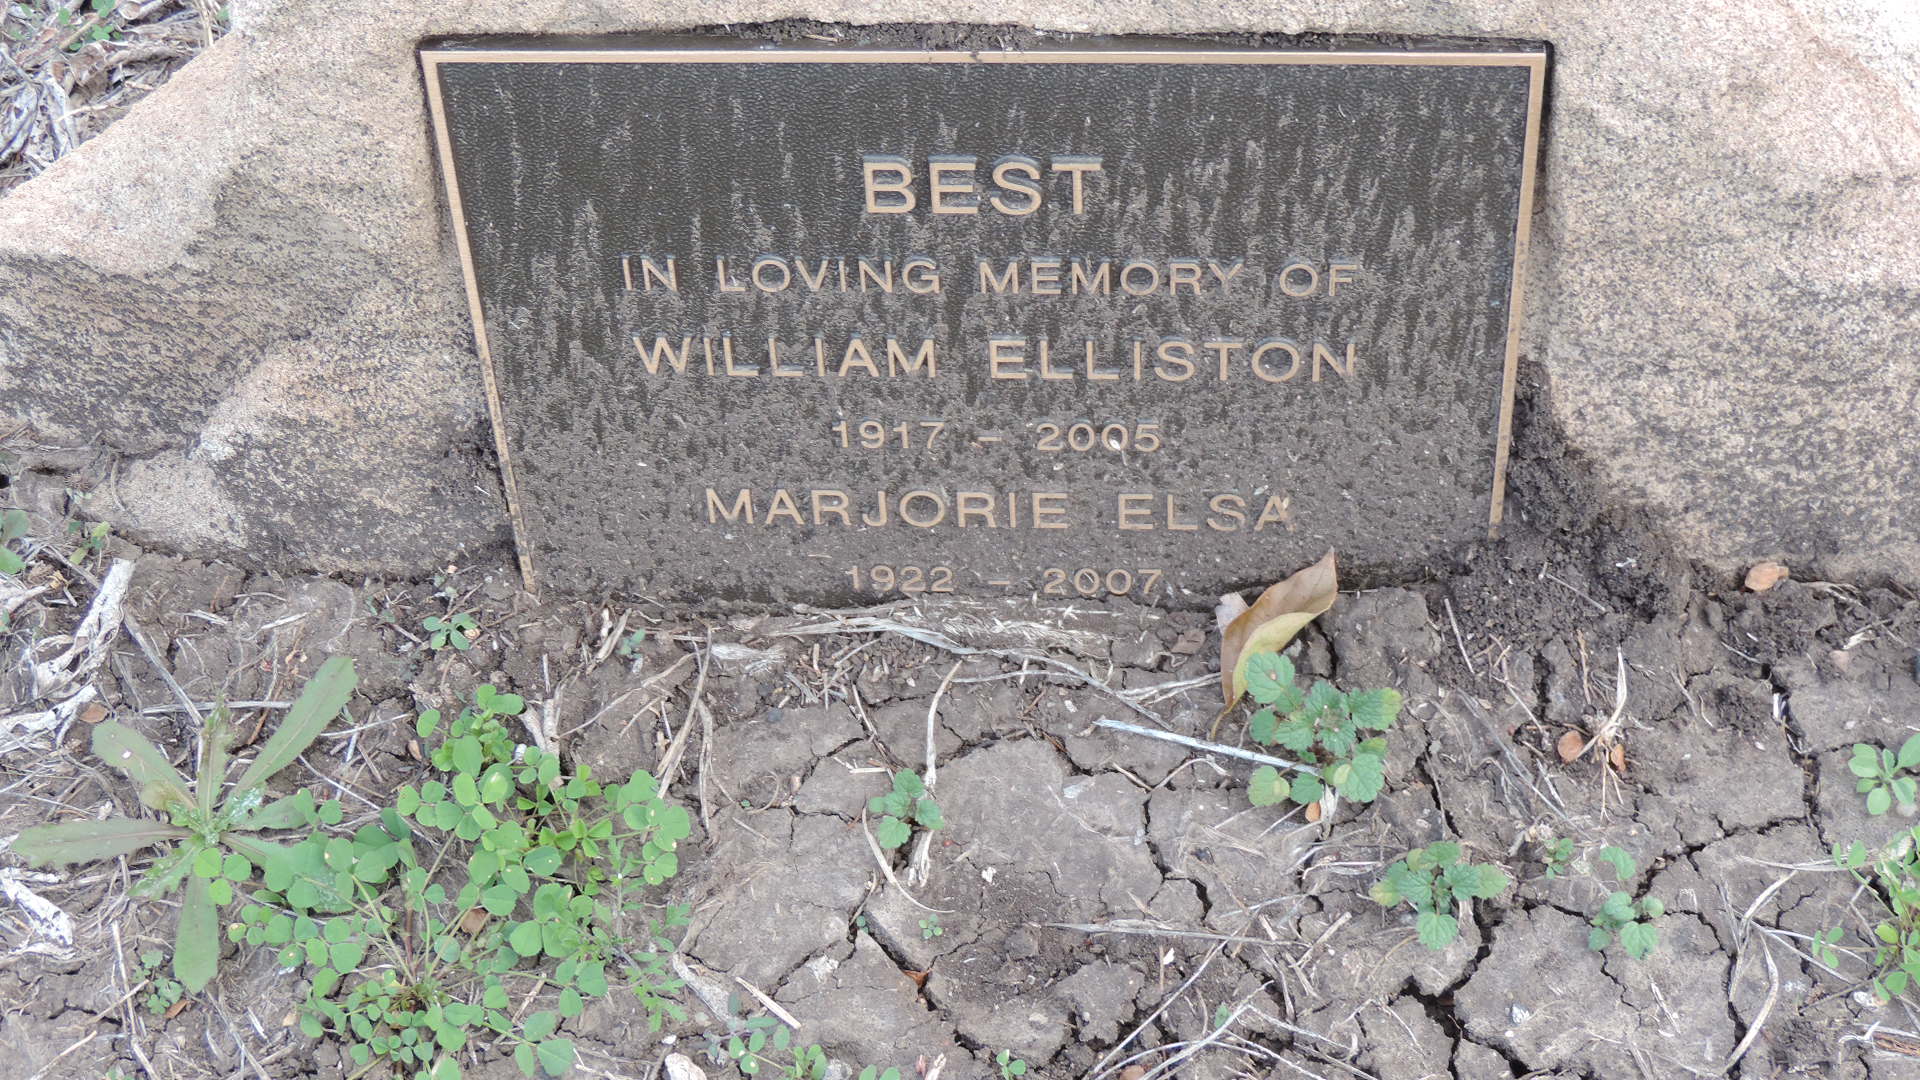 BEST
IN LOVING MEMORY OF
WILLIAM ELLISTON
1917 - 2005
MARJORIE ELSA
1922 - 2007